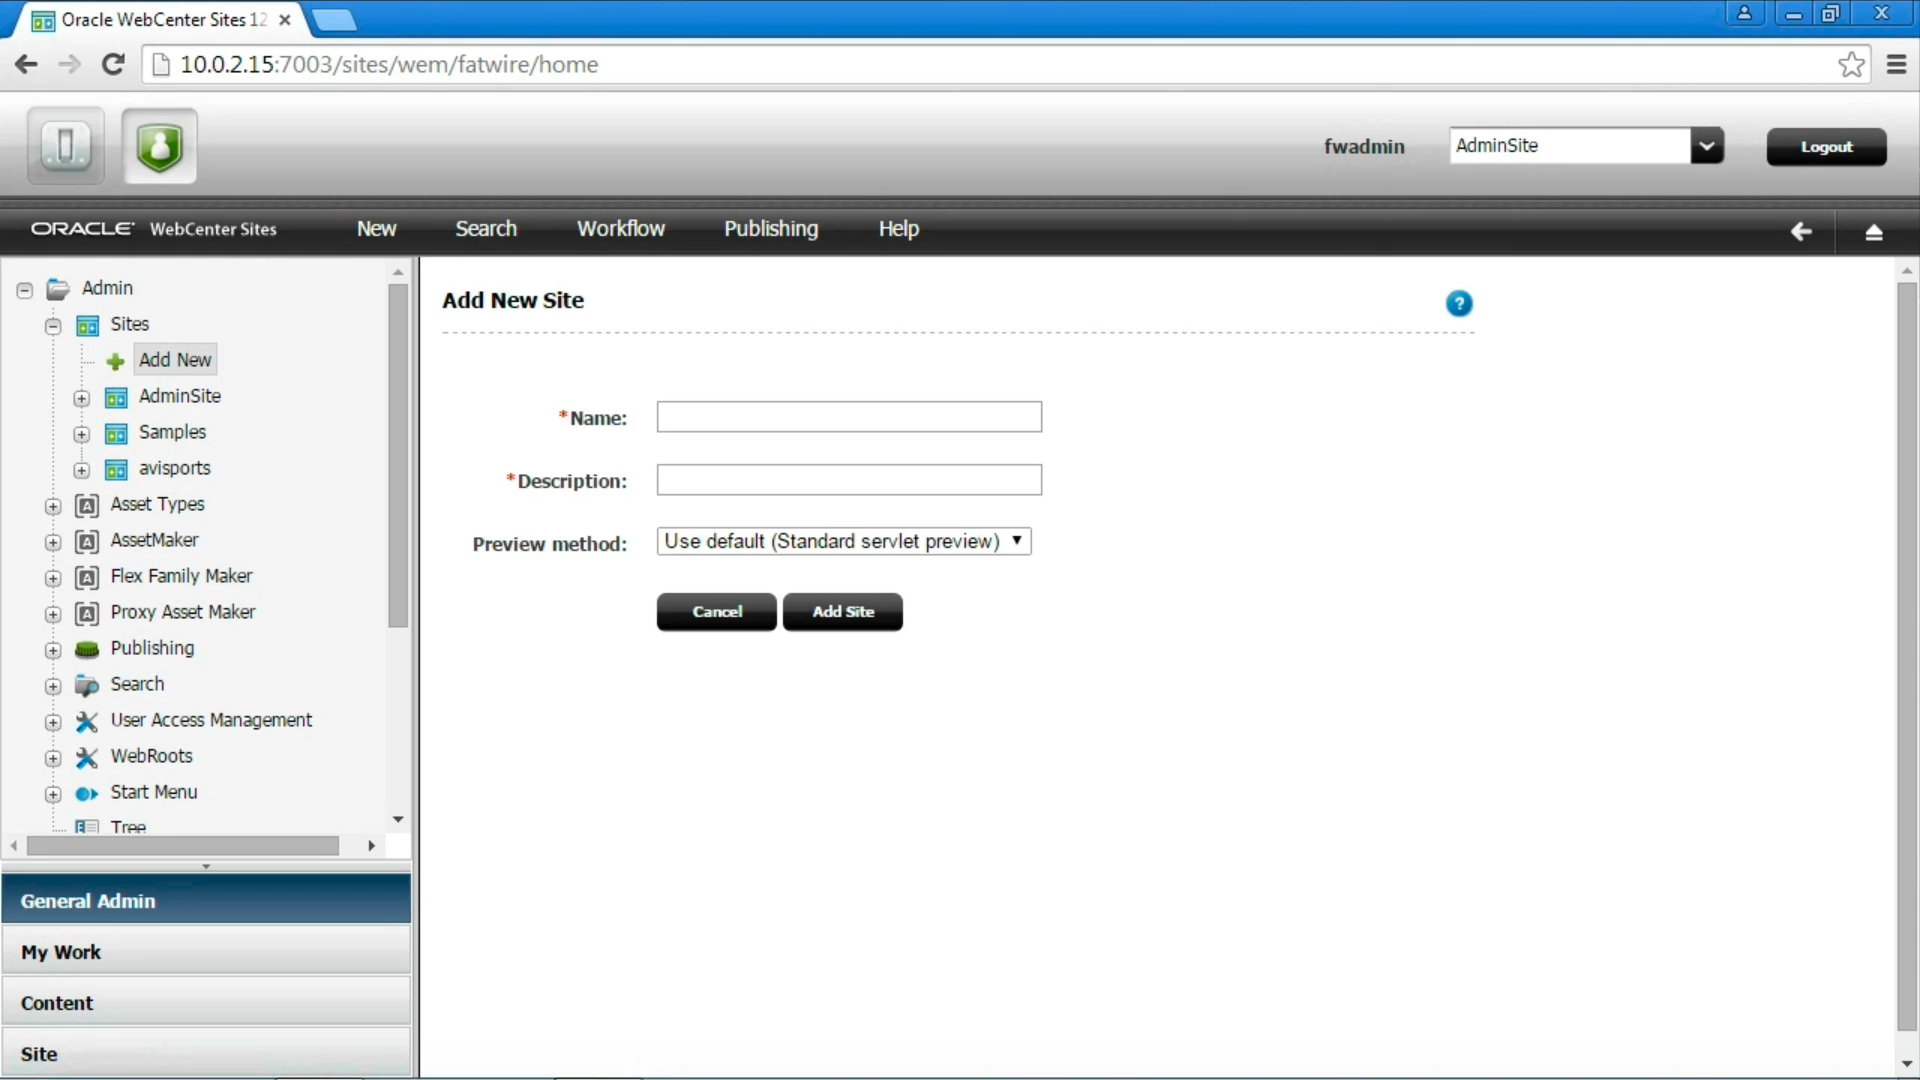 Oracle WebCenter Sites 12
10.0.2.15:7003/sites/wem/fatwire/home
fwadmin
AdminSite
Logout
ORACLE WebCenter Sites
New
Search
Workflow
Publishing
Help
Admin
Sites
Add New
AdminSite
Samples
avisports
Asset Types
AssetMaker
Flex Family Maker
Proxy Asset Maker
Publishing
Search
User Access Management
WebRoots
Start Menu
Tree
General Admin
My Work
Content
Site
Add New Site
?
*Name:
*Description:
Preview method: Use default (Standard servlet preview)
Cancel
Add Site